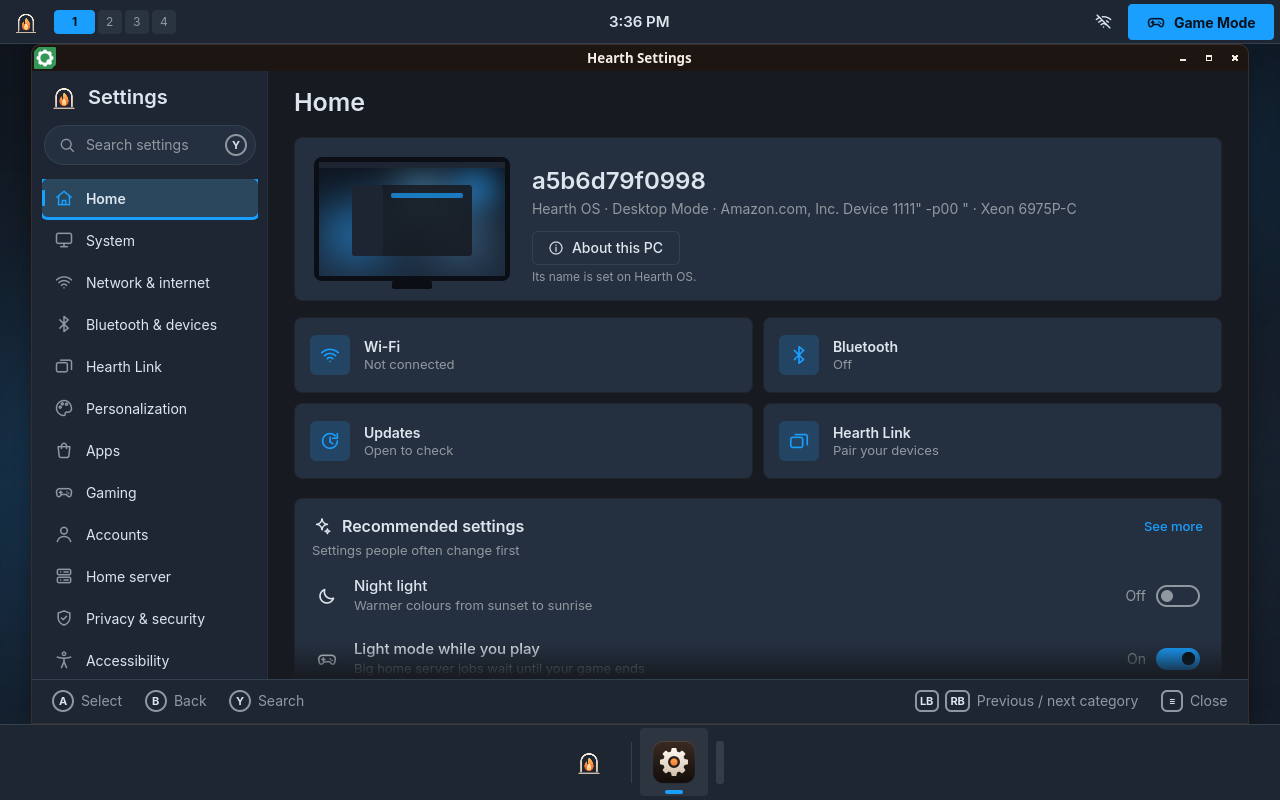 1 2 3 4
3:36 PM
Game Mode
Hearth Settings
Settings
Search settings Y
Home
System
Network & internet
Bluetooth & devices
Hearth Link
Personalization
Apps
Gaming
Accounts
Home server
Privacy & security
Accessibility
Home
a5b6d79f0998
Hearth OS · Desktop Mode · Amazon.com, Inc. Device 1111" -p00 " · Xeon 6975P-C
About this PC
Its name is set on Hearth OS.
Wi-Fi
Not connected
Bluetooth
Off
Updates
Open to check
Hearth Link
Pair your devices
Recommended settings
See more
Settings people often change first
Night light
Warmer colours from sunset to sunrise
Off
Light mode while you play
Big home server jobs wait until your game ends
On
A Select B Back Y Search
LB RB Previous / next category ≡ Close